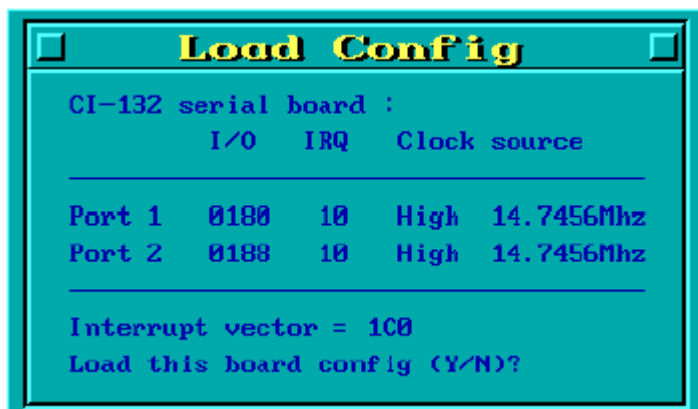 Load Config
CI-132 serial board :
I/O IRQ Clock source
Port 1 0180 10 High 14.7456Mhz
Port 2 0188 10 High 14.7456Mhz
Interrupt vector = 1C0
Load this board config (Y/N)?